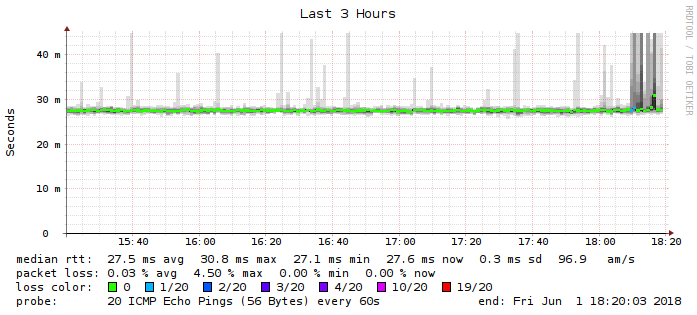 Last 3 Hours
RRDTOOL / TOBI OETIKER
Seconds
40 m
30 m
20 m
10 m
0
15:40 16:00 16:20 16:40 17:00 17:20 17:40 18:00 18:20
median rtt: 27.5 ms avg 30.8 ms max 27.1 ms min 27.6 ms now 0.3 ms sd 96.9 am/s
packet loss: 0.03 % avg 4.50 % max 0.00 % min 0.00 % now
loss color: 0 1/20 2/20 3/20 4/20 10/20 19/20
probe: 20 ICMP Echo Pings (56 Bytes) every 60s end: Fri Jun 1 18:20:03 2018